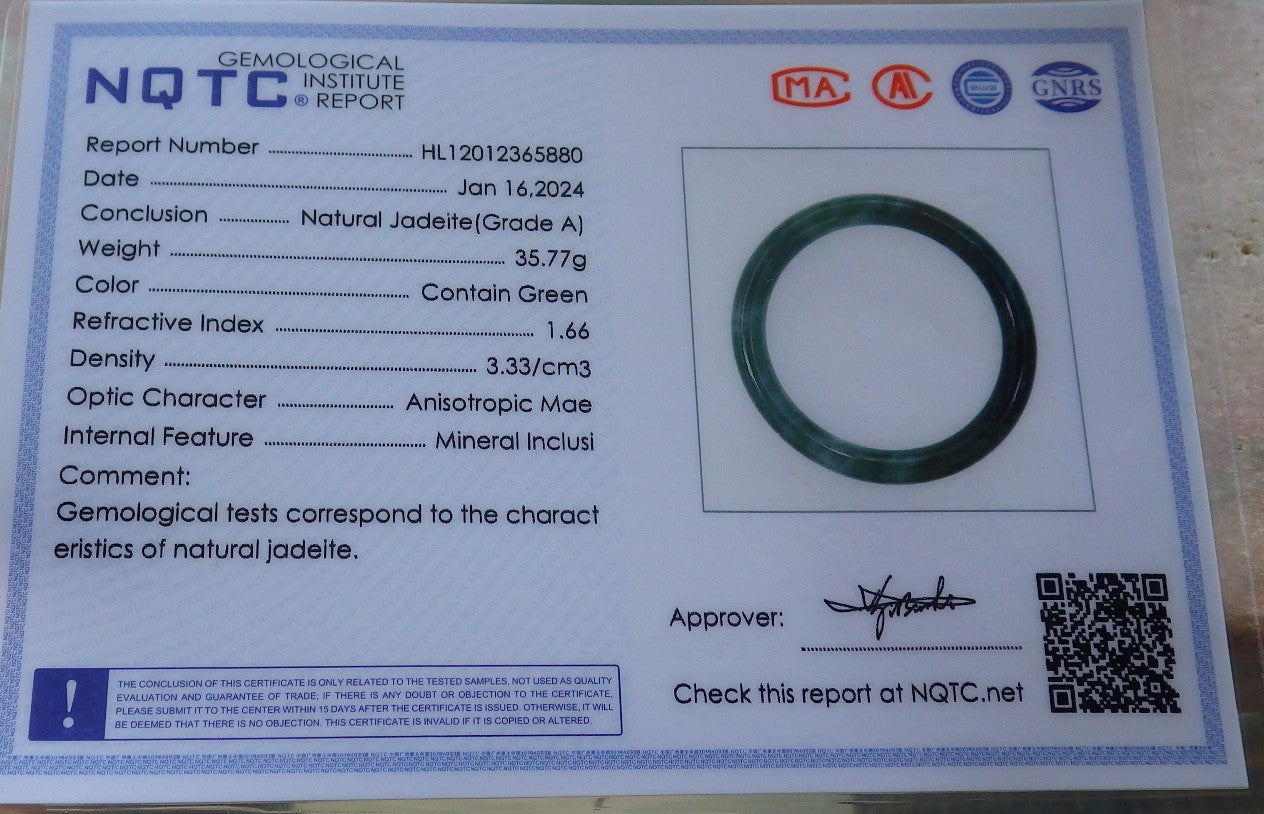 GEMOLOGICAL
NQTC INSTITUTE
® REPORT
MA
AL
GNRS
Report Number ........ HL12012365880
Date ........ Jan 16,2024
Conclusion ........ Natural Jadeite(Grade A)
Weight ........ 35.77g
Color ........ Contain Green
Refractive Index ........ 1.66
Density ........ 3.33/cm3
Optic Character ........ Anisotropic Mae
Internal Feature ........ Mineral Inclusi
Comment:
Gemological tests correspond to the charact
eristics of natural jadeite.
Approver:
Check this report at NQTC.net
! THE CONCLUSION OF THIS CERTIFICATE IS ONLY RELATED TO THE TESTED SAMPLES, NOT USED AS QUALITY
EVALUATION AND GUARANTEE OF TRADE; IF THERE IS ANY DOUBT OR OBJECTION TO THE CERTIFICATE,
PLEASE SUBMIT IT TO THE CENTER WITHIN 15 DAYS AFTER THE CERTIFICATE IS ISSUED. OTHERWISE, IT WILL
BE DEEMED THAT THERE IS NO OBJECTION. THIS CERTIFICATE IS INVALID IF IT IS COPIED OR ALTERED.